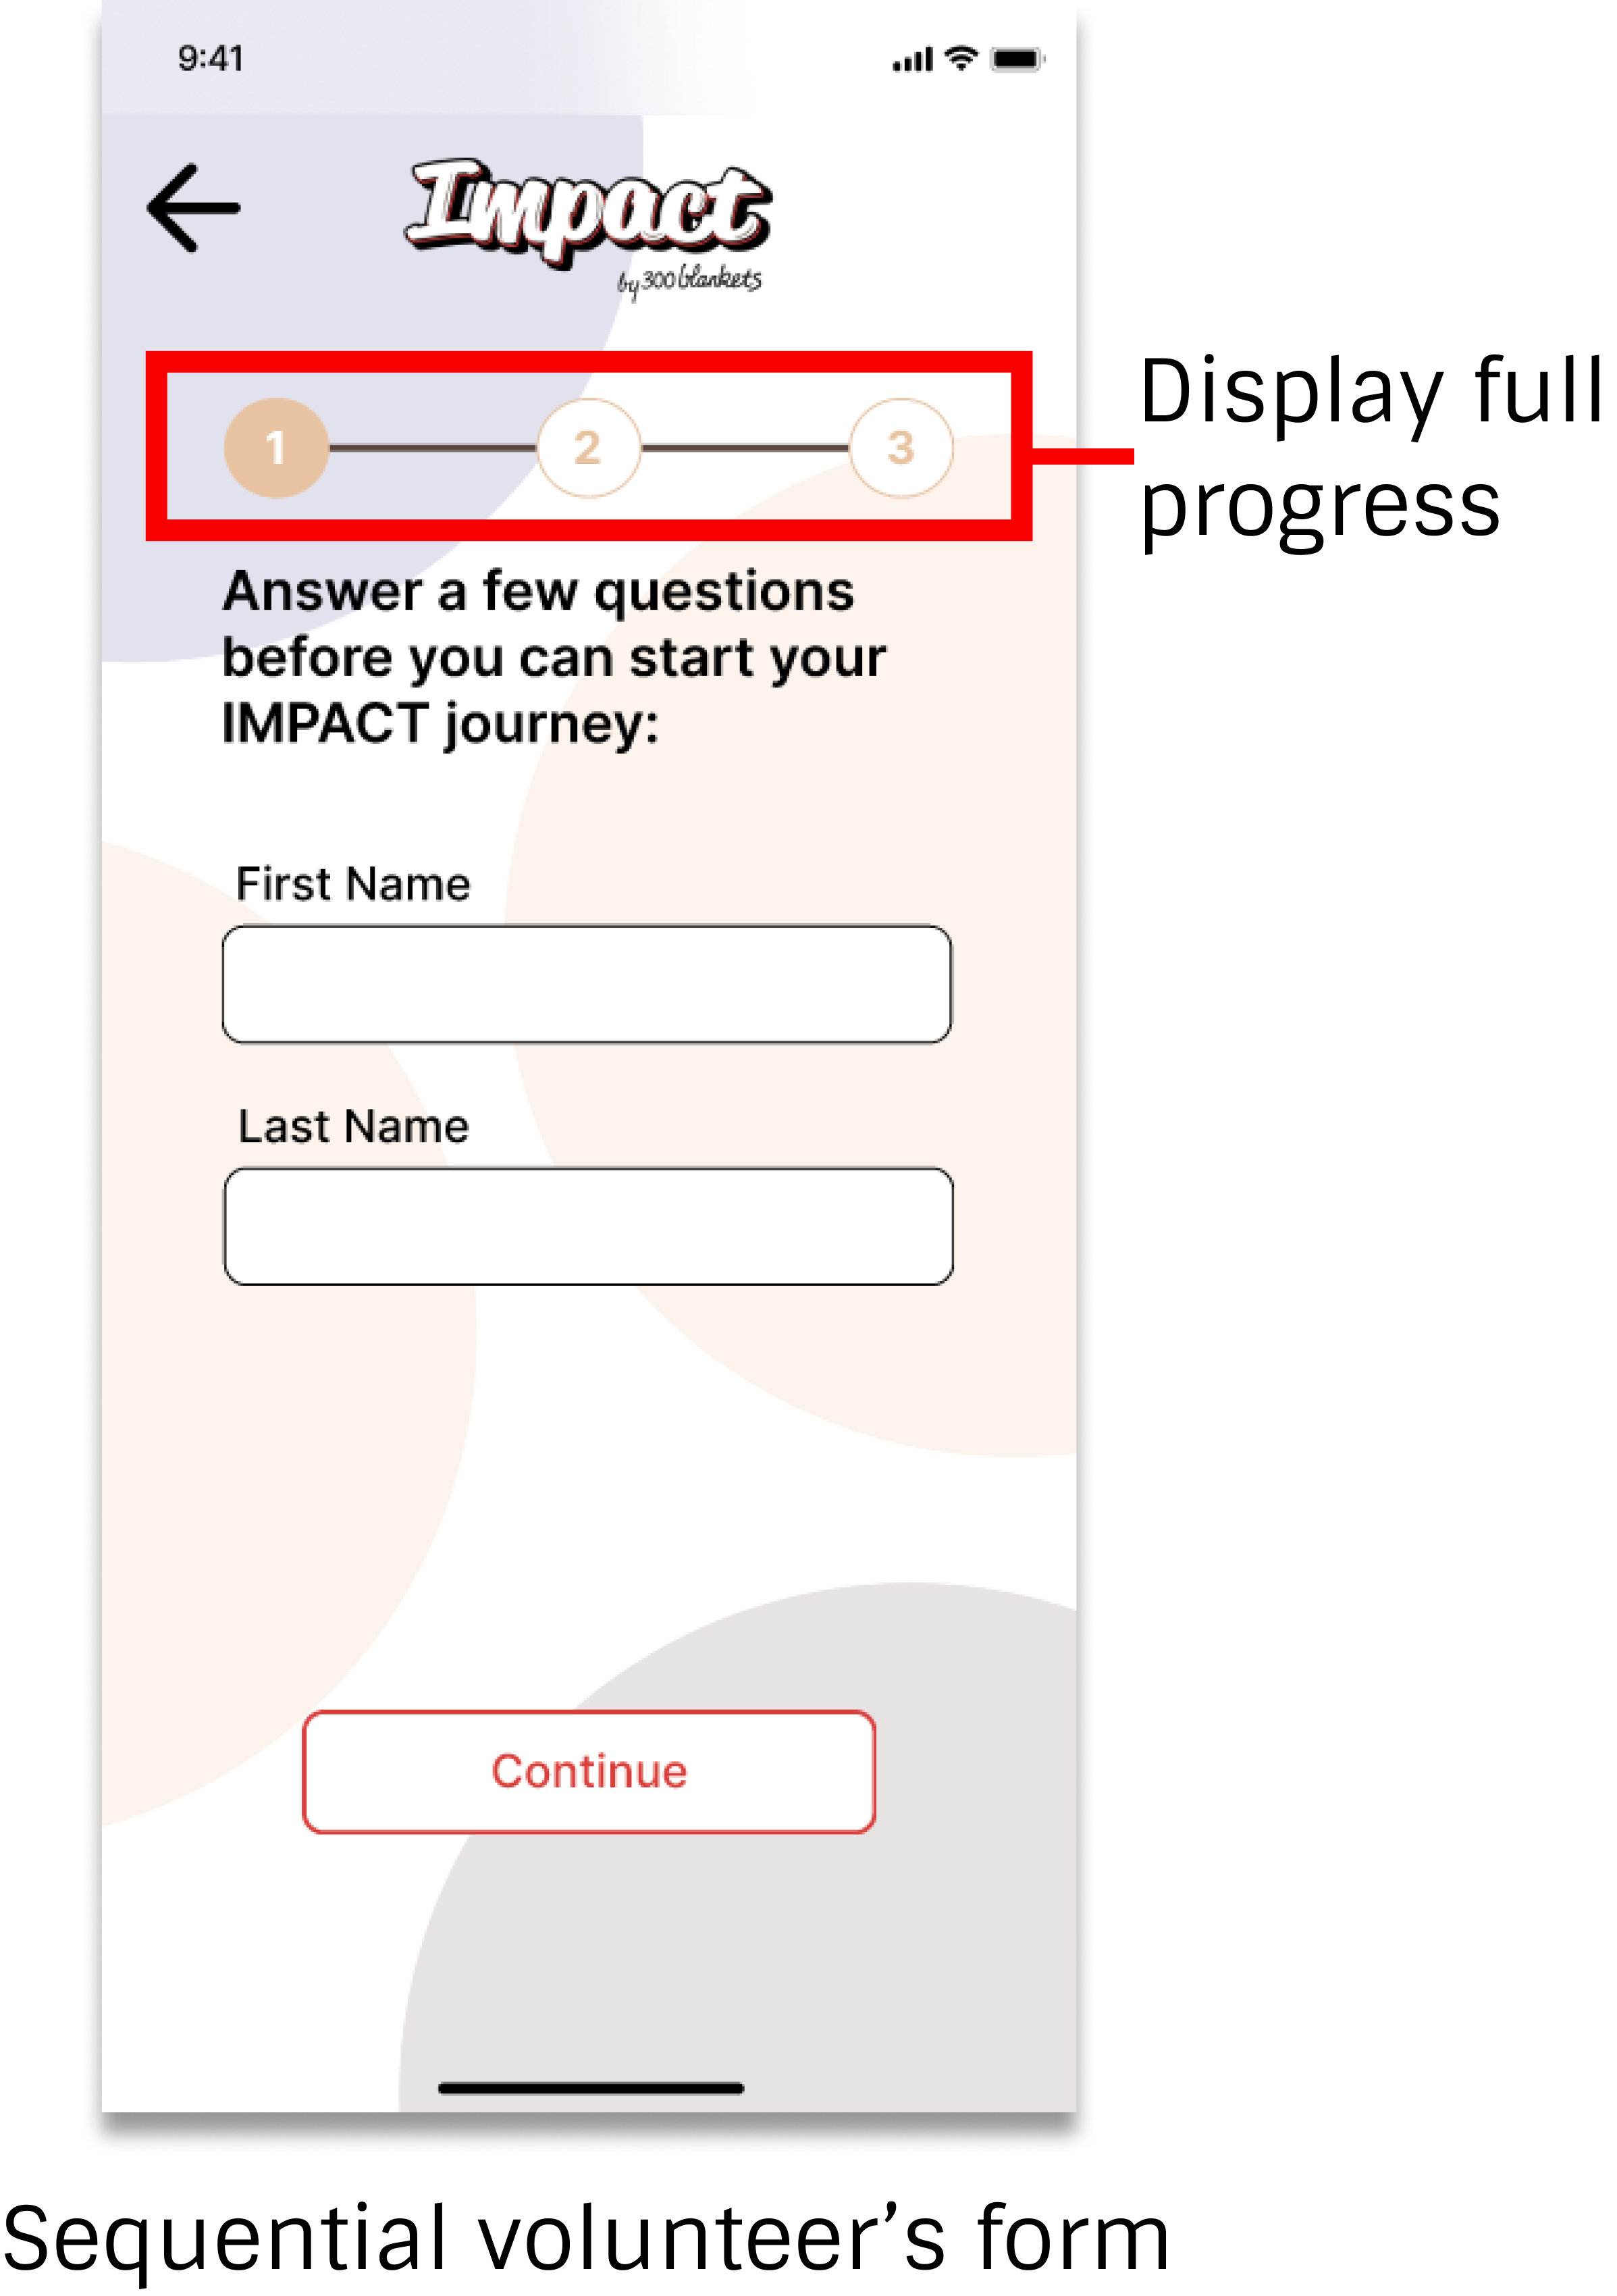 9:41
Impact
by 300 blankets
1 2 3
Display full
progress
Answer a few questions
before you can start your
IMPACT journey:
First Name
Last Name
Continue
Sequential volunteer’s form